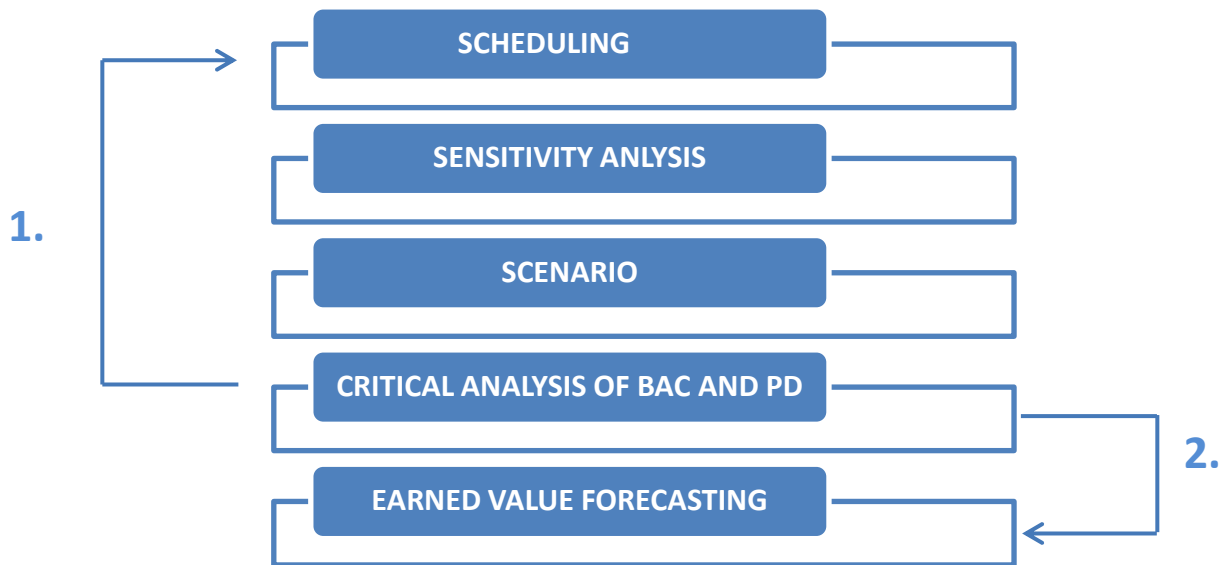 SCHEDULING
SENSITIVITY ANLYSIS
1.
SCENARIO
CRITICAL ANALYSIS OF BAC AND PD
2.
EARNED VALUE FORECASTING